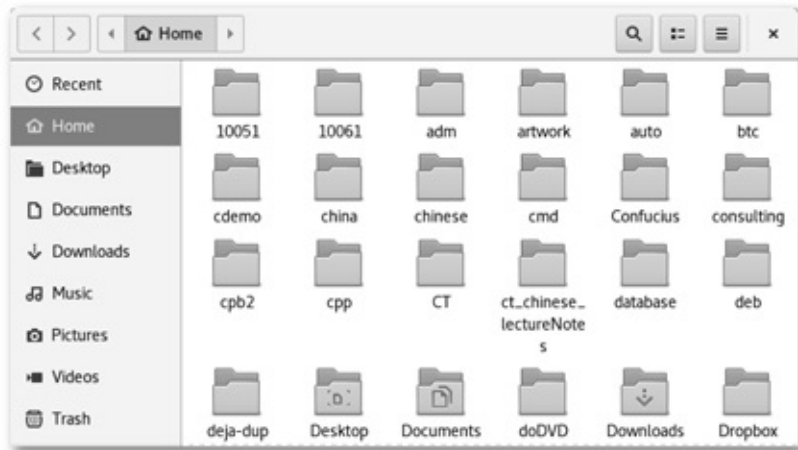 Home
Recent
Home
Desktop
Documents
Downloads
Music
Pictures
Videos
Trash
10051 10061 adm artwork auto btc
cdemo china chinese cmd Confucius consulting
cpb2 cpp CT ct_chinese_ database deb
lectureNote
s
deja-dup Desktop Documents doDVD Downloads Dropbox